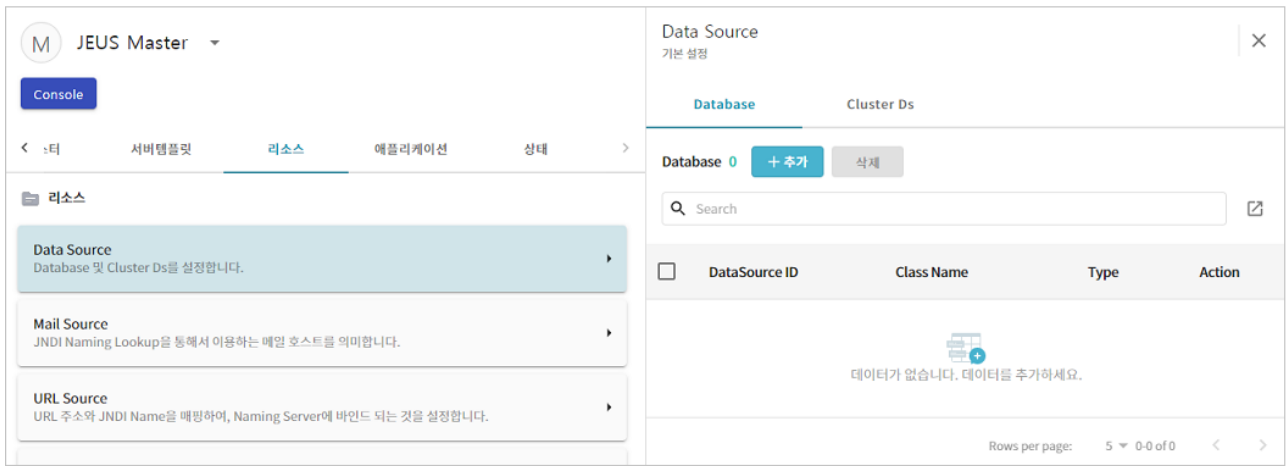 M JEUS Master
Console
스터 서버템플릿 리소스 애플리케이션 상태
리소스
Data Source
Database 및 Cluster Ds를 설정합니다.
Mail Source
JNDI Naming Lookup을 통해서 이용하는 메일 호스트를 의미합니다.
URL Source
URL 주소와 JNDI Name을 매핑하여, Naming Server에 바인드 되는 것을 설정합니다.
Data Source
기본 설정
Database Cluster Ds
Database 0 + 추가 삭제
Search
DataSource ID Class Name Type Action
데이터가 없습니다. 데이터를 추가하세요.
Rows per page: 5 0-0 of 0